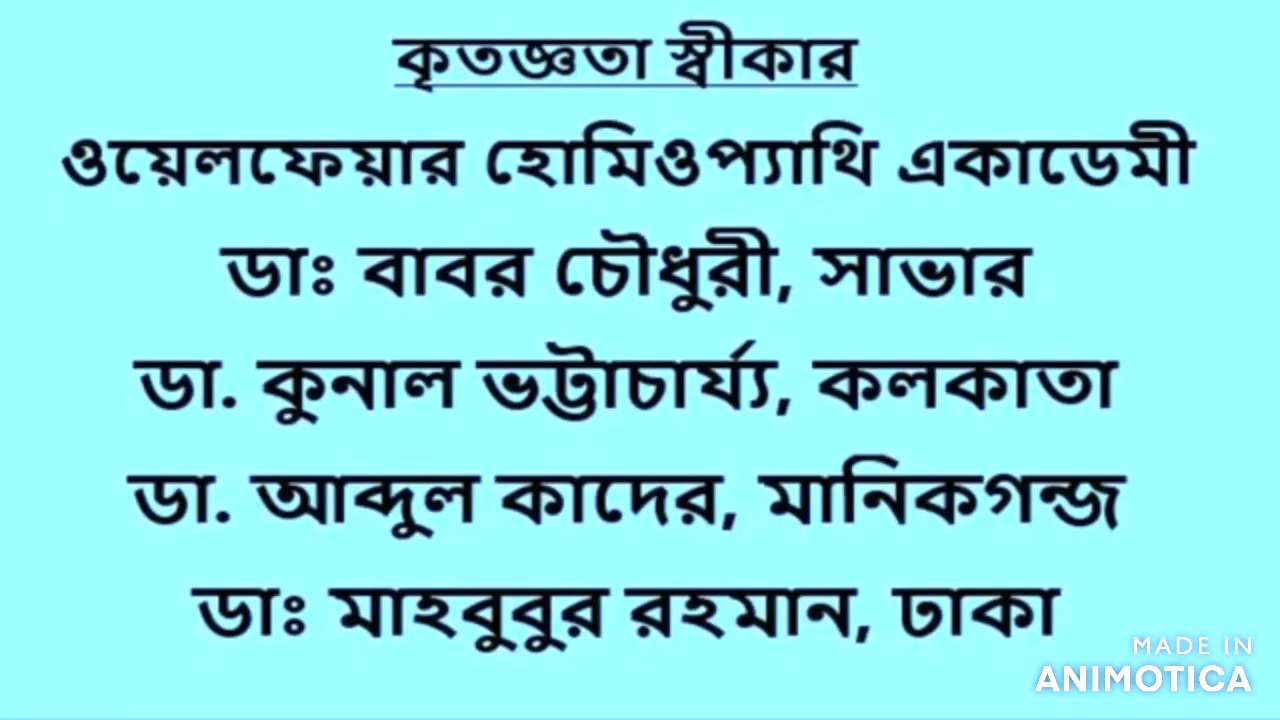 কৃতজ্ঞতা স্বীকার
ওয়েলফেয়ার হোমিওপ্যাথি একাডেমী
ডাঃ বাবর চৌধুরী, সাভার
ডা. কুনাল ভট্টাচার্য্য, কলকাতা
ডা. আব্দুল কাদের, মানিকগন্জ
ডাঃ মাহবুবুর রহমান, ঢাকা
MADE IN
ANIMOTICA